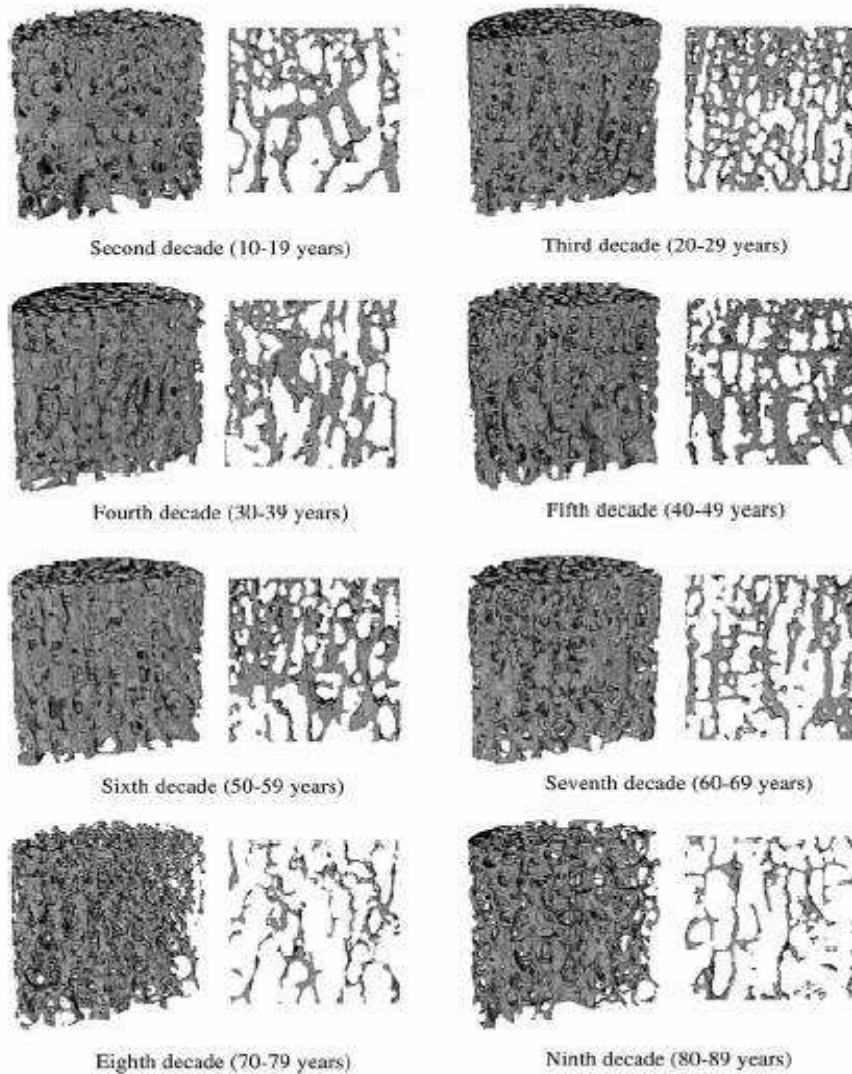 Second decade (10-19 years)
Third decade (20-29 years)
Fourth decade (30-39 years)
Fifth decade (40-49 years)
Sixth decade (50-59 years)
Seventh decade (60-69 years)
Eighth decade (70-79 years)
Ninth decade (80-89 years)